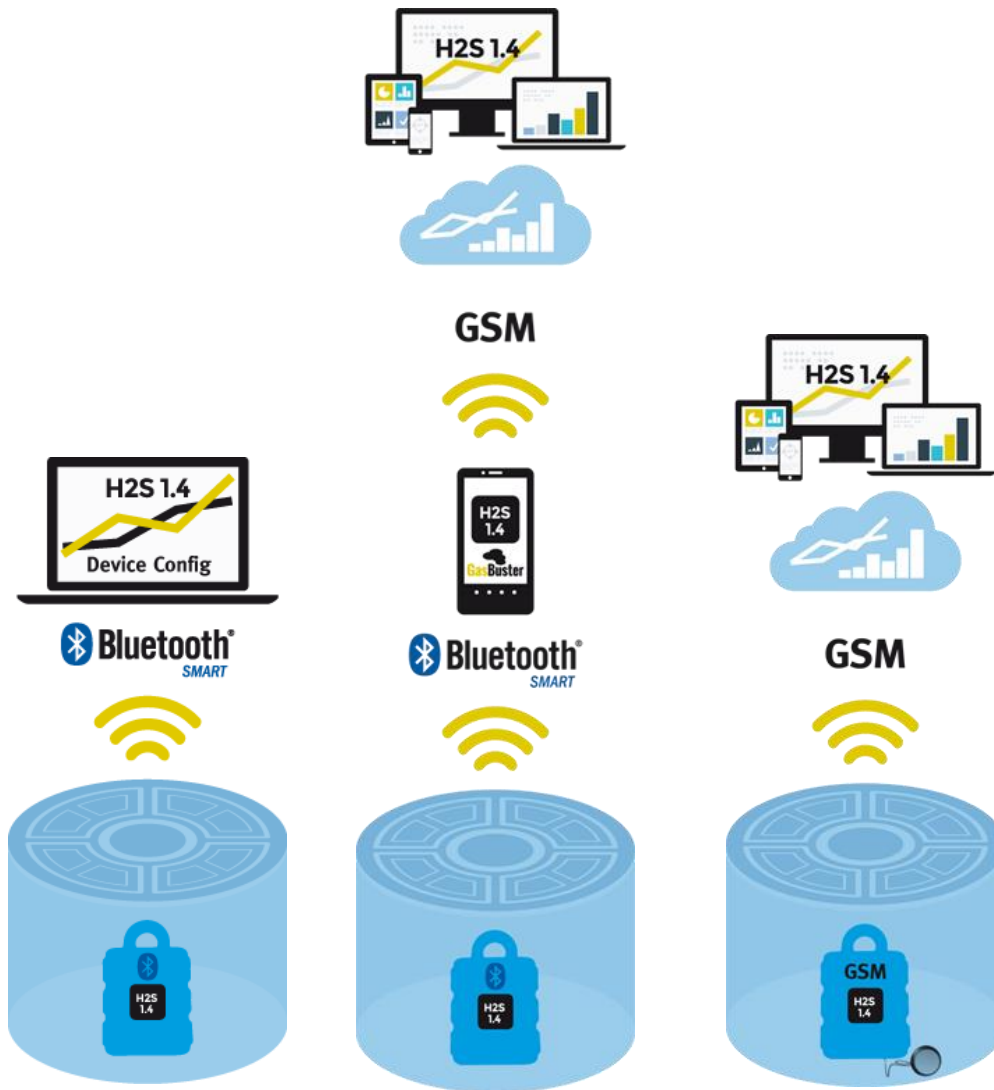 H2S 1.4
GSM
H2S 1.4
H2S 1.4
Device Config
H2S
1.4
GasBuster
Bluetooth®
SMART
Bluetooth®
SMART
GSM
H2S
1.4
H2S
1.4
GSM
H2S
1.4